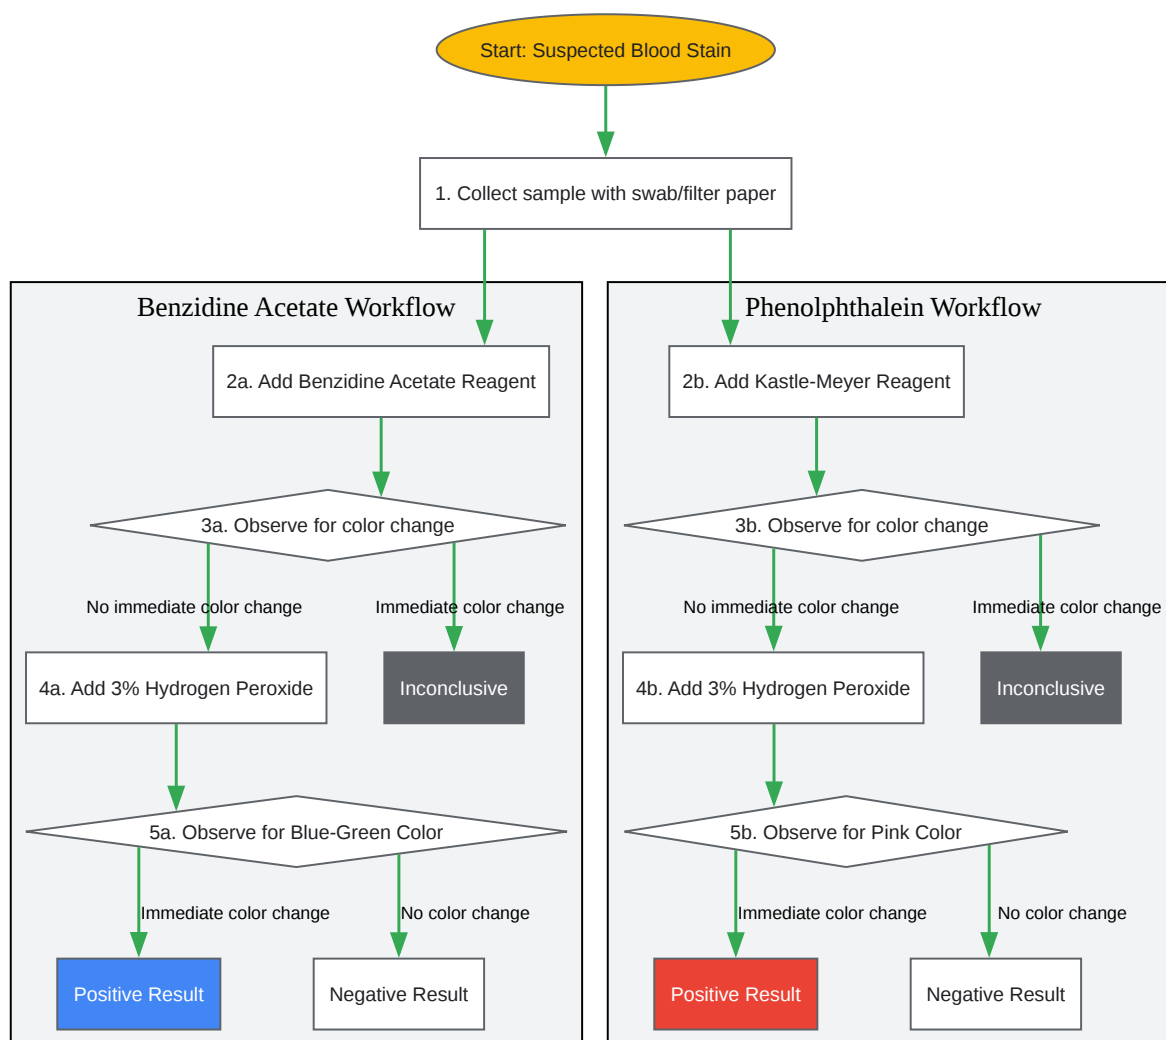 Start: Suspected Blood Stain
1. Collect sample with swab/filter paper
Benzidine Acetate Workflow
2a. Add Benzidine Acetate Reagent
3a. Observe for color change
No immediate color change
Immediate color change
4a. Add 3% Hydrogen Peroxide
Inconclusive
5a. Observe for Blue-Green Color
Immediate color change
No color change
Positive Result
Negative Result
Phenolphthalein Workflow
2b. Add Kastle-Meyer Reagent
3b. Observe for color change
No immediate color change
Immediate color change
4b. Add 3% Hydrogen Peroxide
Inconclusive
5b. Observe for Pink Color
Immediate color change
No color change
Positive Result
Negative Result